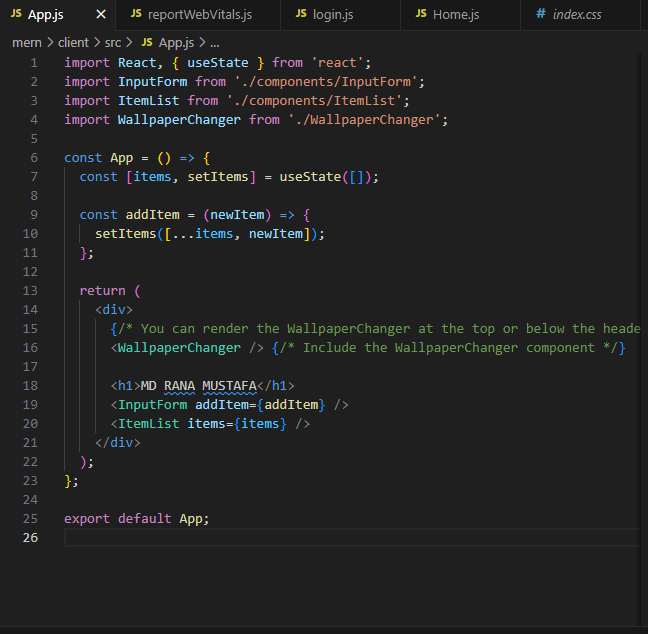 JS App.js × JS reportWebVitals.js JS login.js JS Home.js # index.css
mern > client > src > JS App.js > ...
1 import React, { useState } from 'react';
2 import InputForm from './components/InputForm';
3 import ItemList from './components/ItemList';
4 import WallpaperChanger from './WallpaperChanger';
5
6 const App = () => {
7 const [items, setItems] = useState([]);
8
9 const addItem = (newItem) => {
10 setItems([...items, newItem]);
11 };
12
13 return (
14 <div>
15 {/* You can render the WallpaperChanger at the top or below the heade
16 <WallpaperChanger /> {/* Include the WallpaperChanger component */}
17
18 <h1>MD RANA MUSTAFA</h1>
19 <InputForm addItem={addItem} />
20 <ItemList items={items} />
21 </div>
22 );
23 };
24
25 export default App;
26